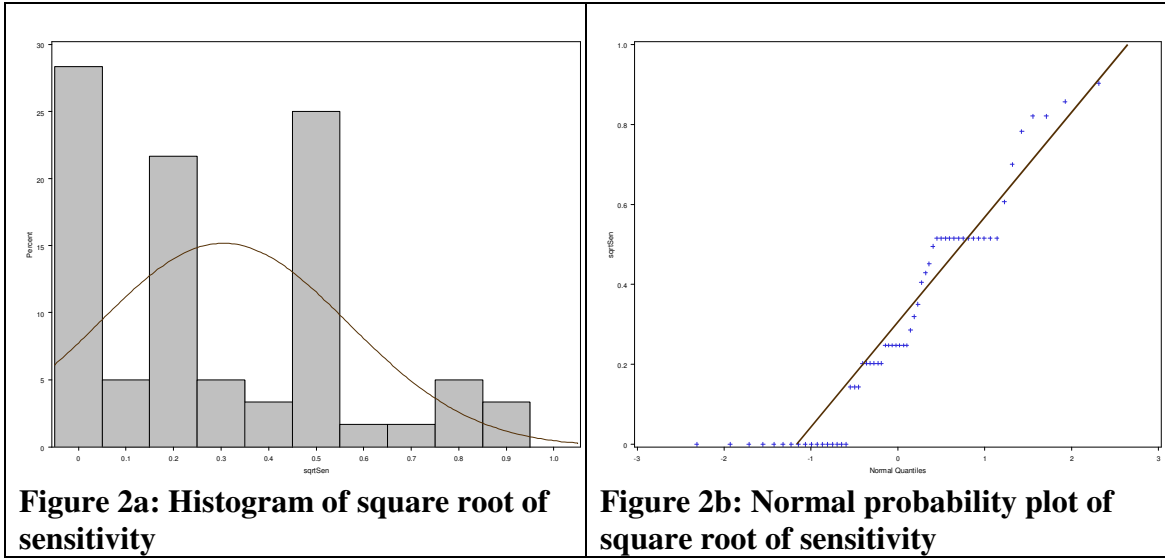 30
25
20
15
10
5
0
Percent
0 0.1 0.2 0.3 0.4 0.5 0.6 0.7 0.8 0.9 1.0
sqrtSen
Figure 2a: Histogram of square root of
sensitivity
1.0
0.8
0.6
0.4
0.2
0
sqrtSen
-3 -2 -1 0 1 2 3
Normal Quantiles
Figure 2b: Normal probability plot of
square root of sensitivity